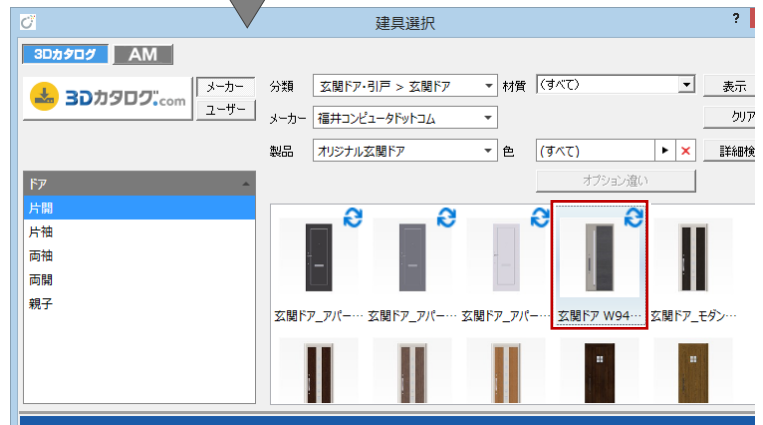 建具選択
?
3Dカタログ AM
3Dカタログ.com
メーカー
ユーザー
分類 玄関ドア・引戸 > 玄関ドア 材質 (すべて) 表示
メーカー 福井コンピュータドットコム クリア
製品 オリジナル玄関ドア 色 (すべて) 詳細検
オプション違い
ドア
片開
片袖
両袖
両開
親子
玄関ドア_アパー… 玄関ドア_アパー… 玄関ドア_アパー… 玄関ドア W94… 玄関ドア_モダン…